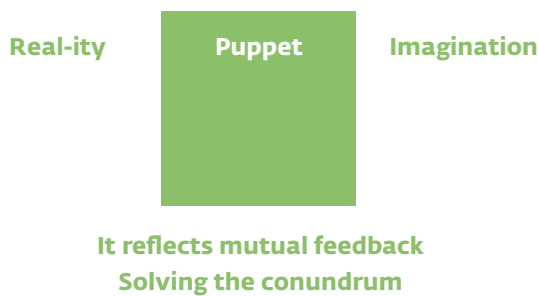 Real-ity Puppet Imagination
It reflects mutual feedback
Solving the conundrum